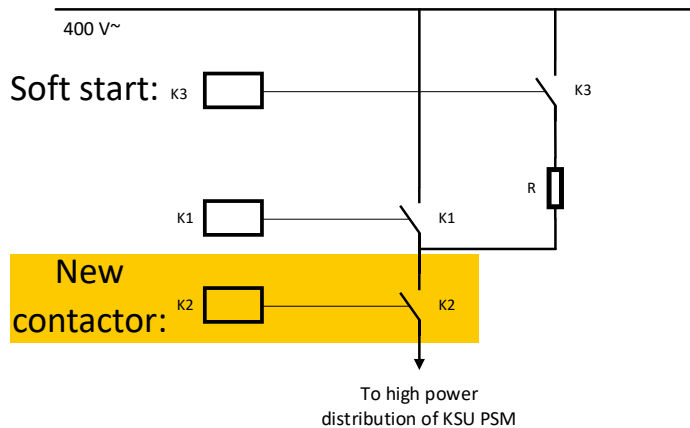 400 V~
Soft start:
K3
K3
R
K1
K1
New
contactor:
K2
K2
To high power
distribution of KSU PSM